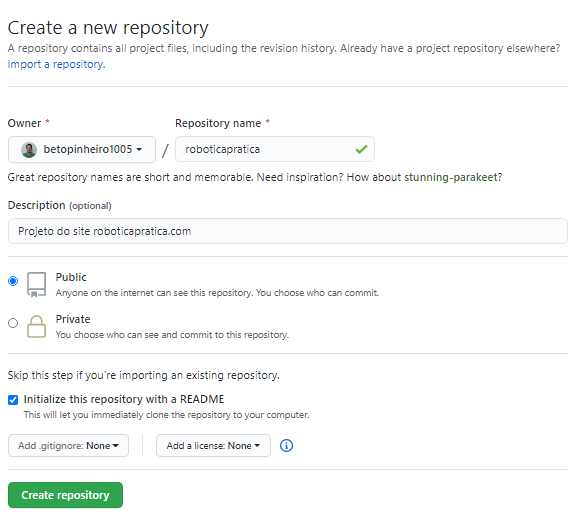 Create a new repository
A repository contains all project files, including the revision history. Already have a project repository elsewhere?
Import a repository.
Owner *
Repository name *
betopinheiro1005
/
roboticapratica
Great repository names are short and memorable. Need inspiration? How about stunning-parakeet?
Description (optional)
Projeto do site roboticapratica.com
Public
Anyone on the internet can see this repository. You choose who can commit.
Private
You choose who can see and commit to this repository.
Skip this step if you're importing an existing repository.
Initialize this repository with a README
This will let you immediately clone the repository to your computer.
Add .gitignore: None
Add a license: None
Create repository